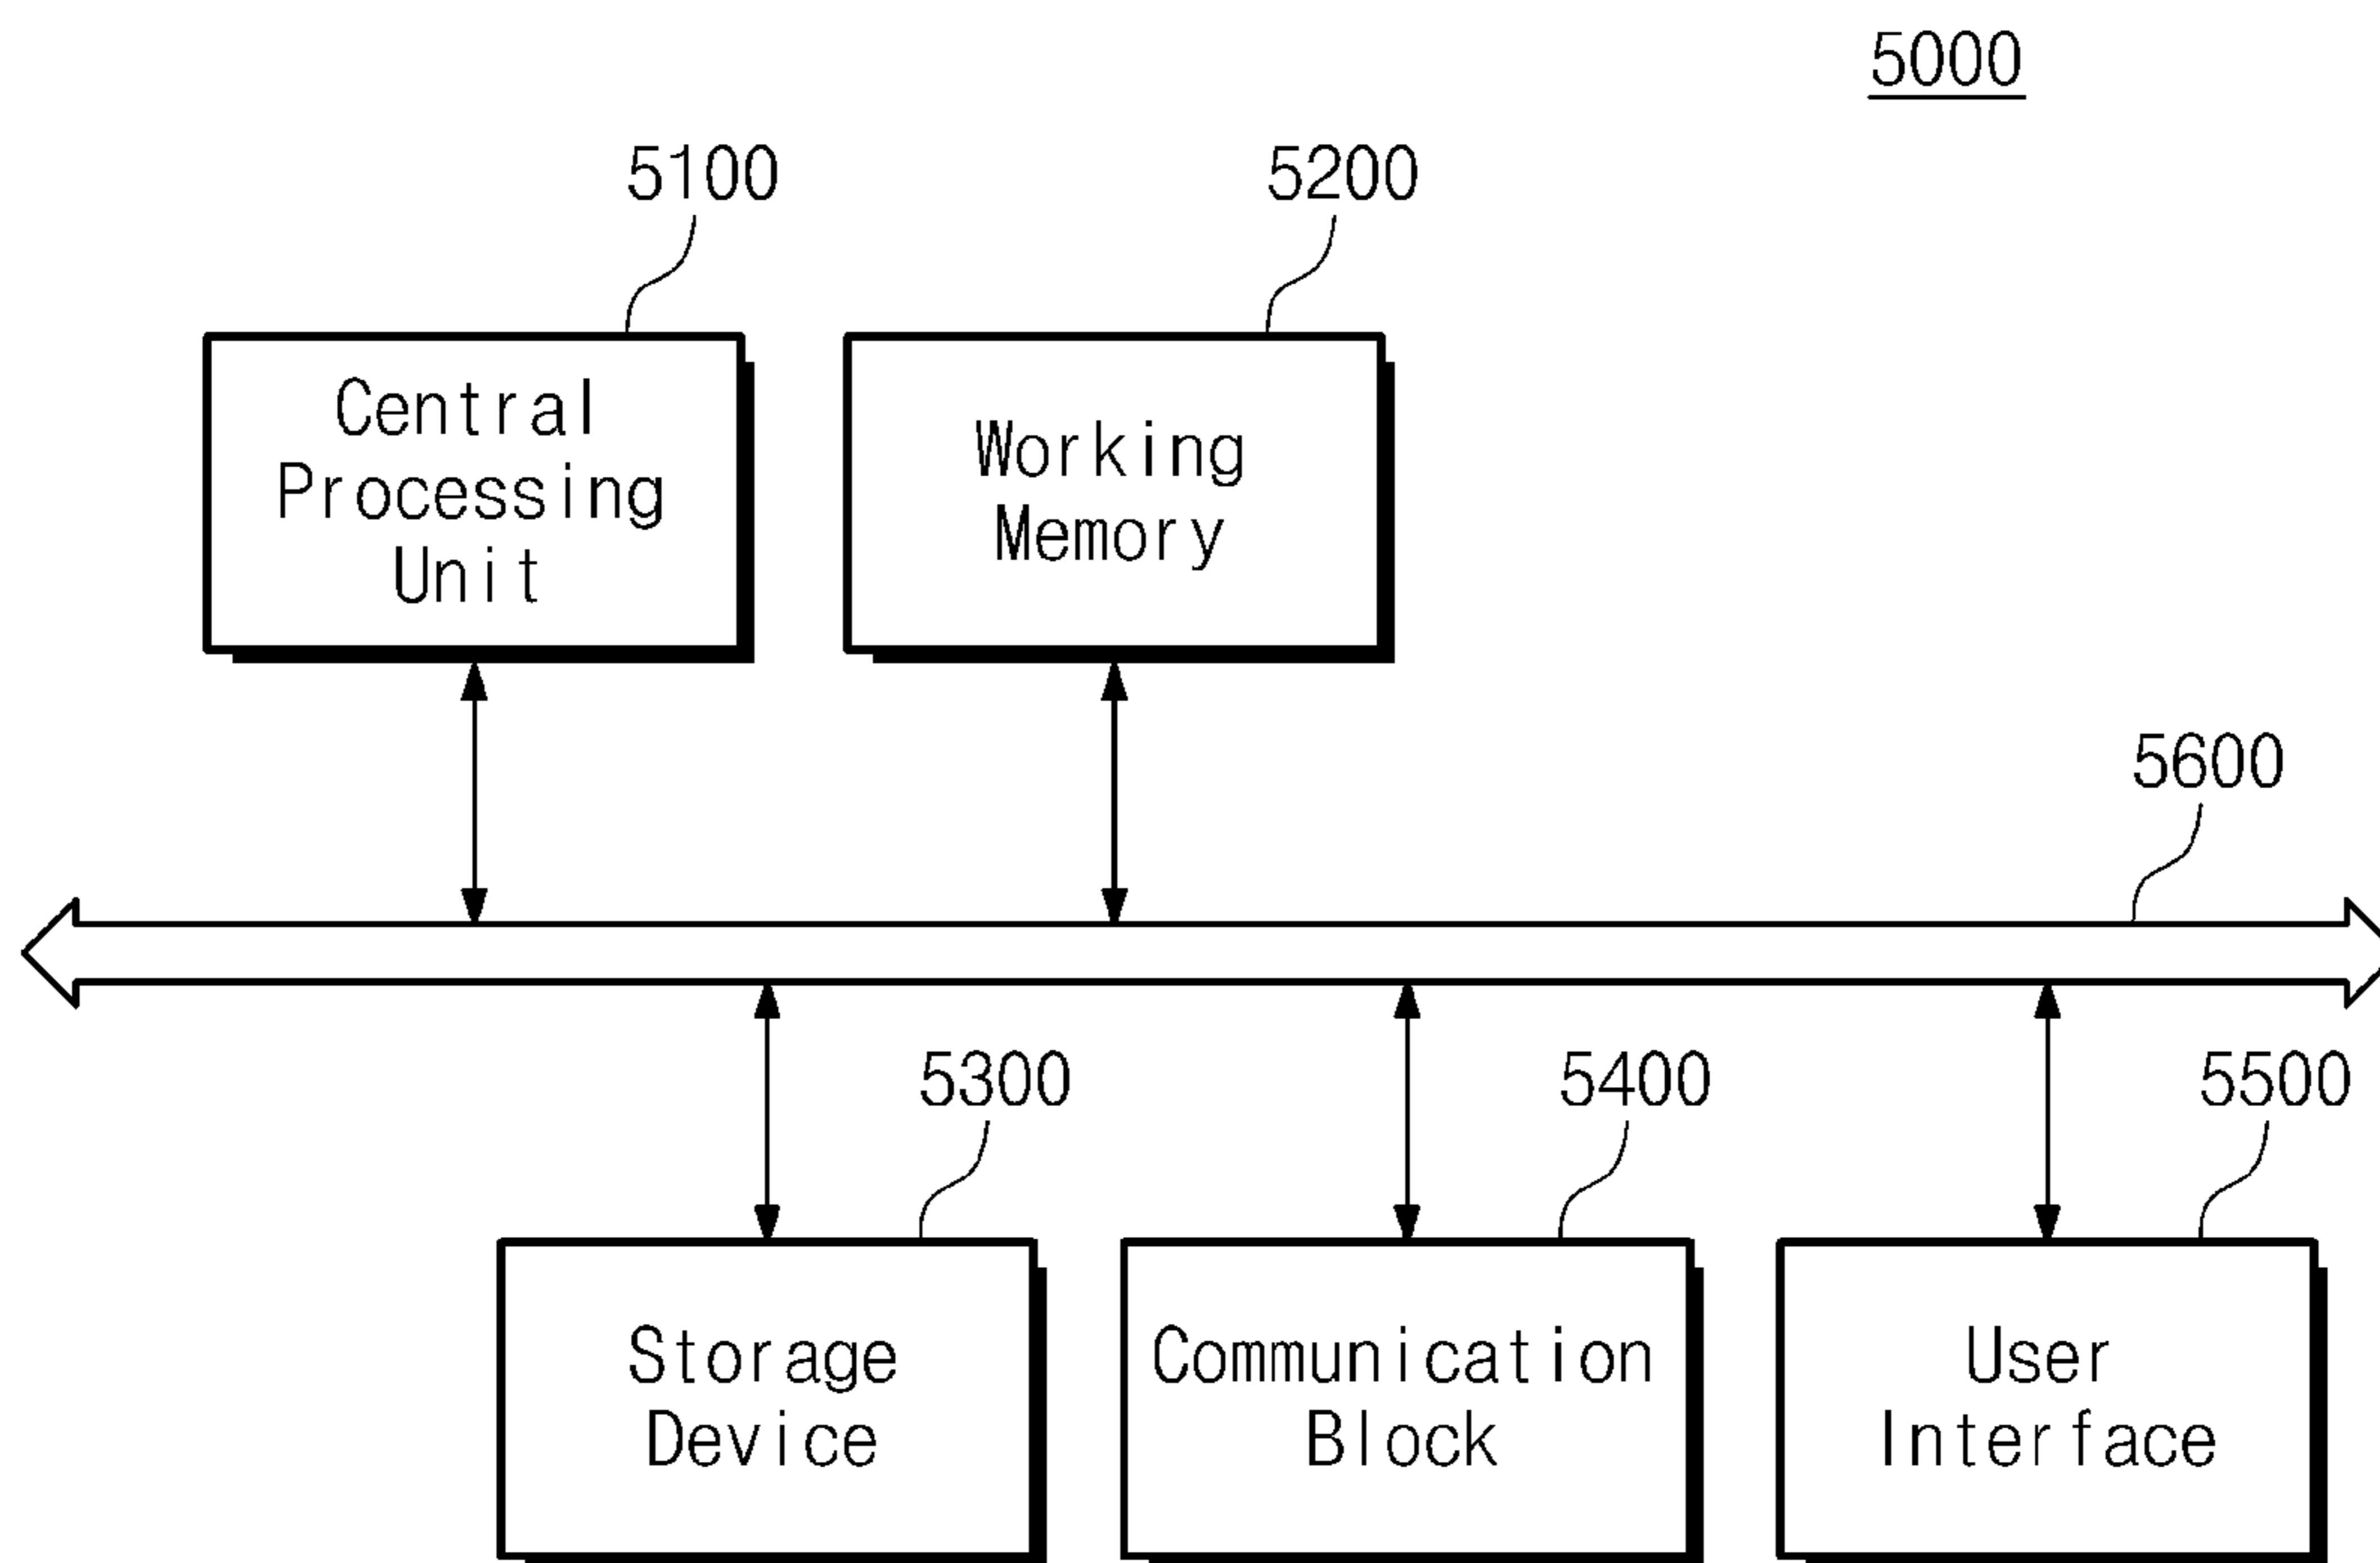 5000
5100
5200
Central
Processing
Unit
Working
Memory
5600
5300
5400
5500
Storage
Device
Communication
Block
User
Interface